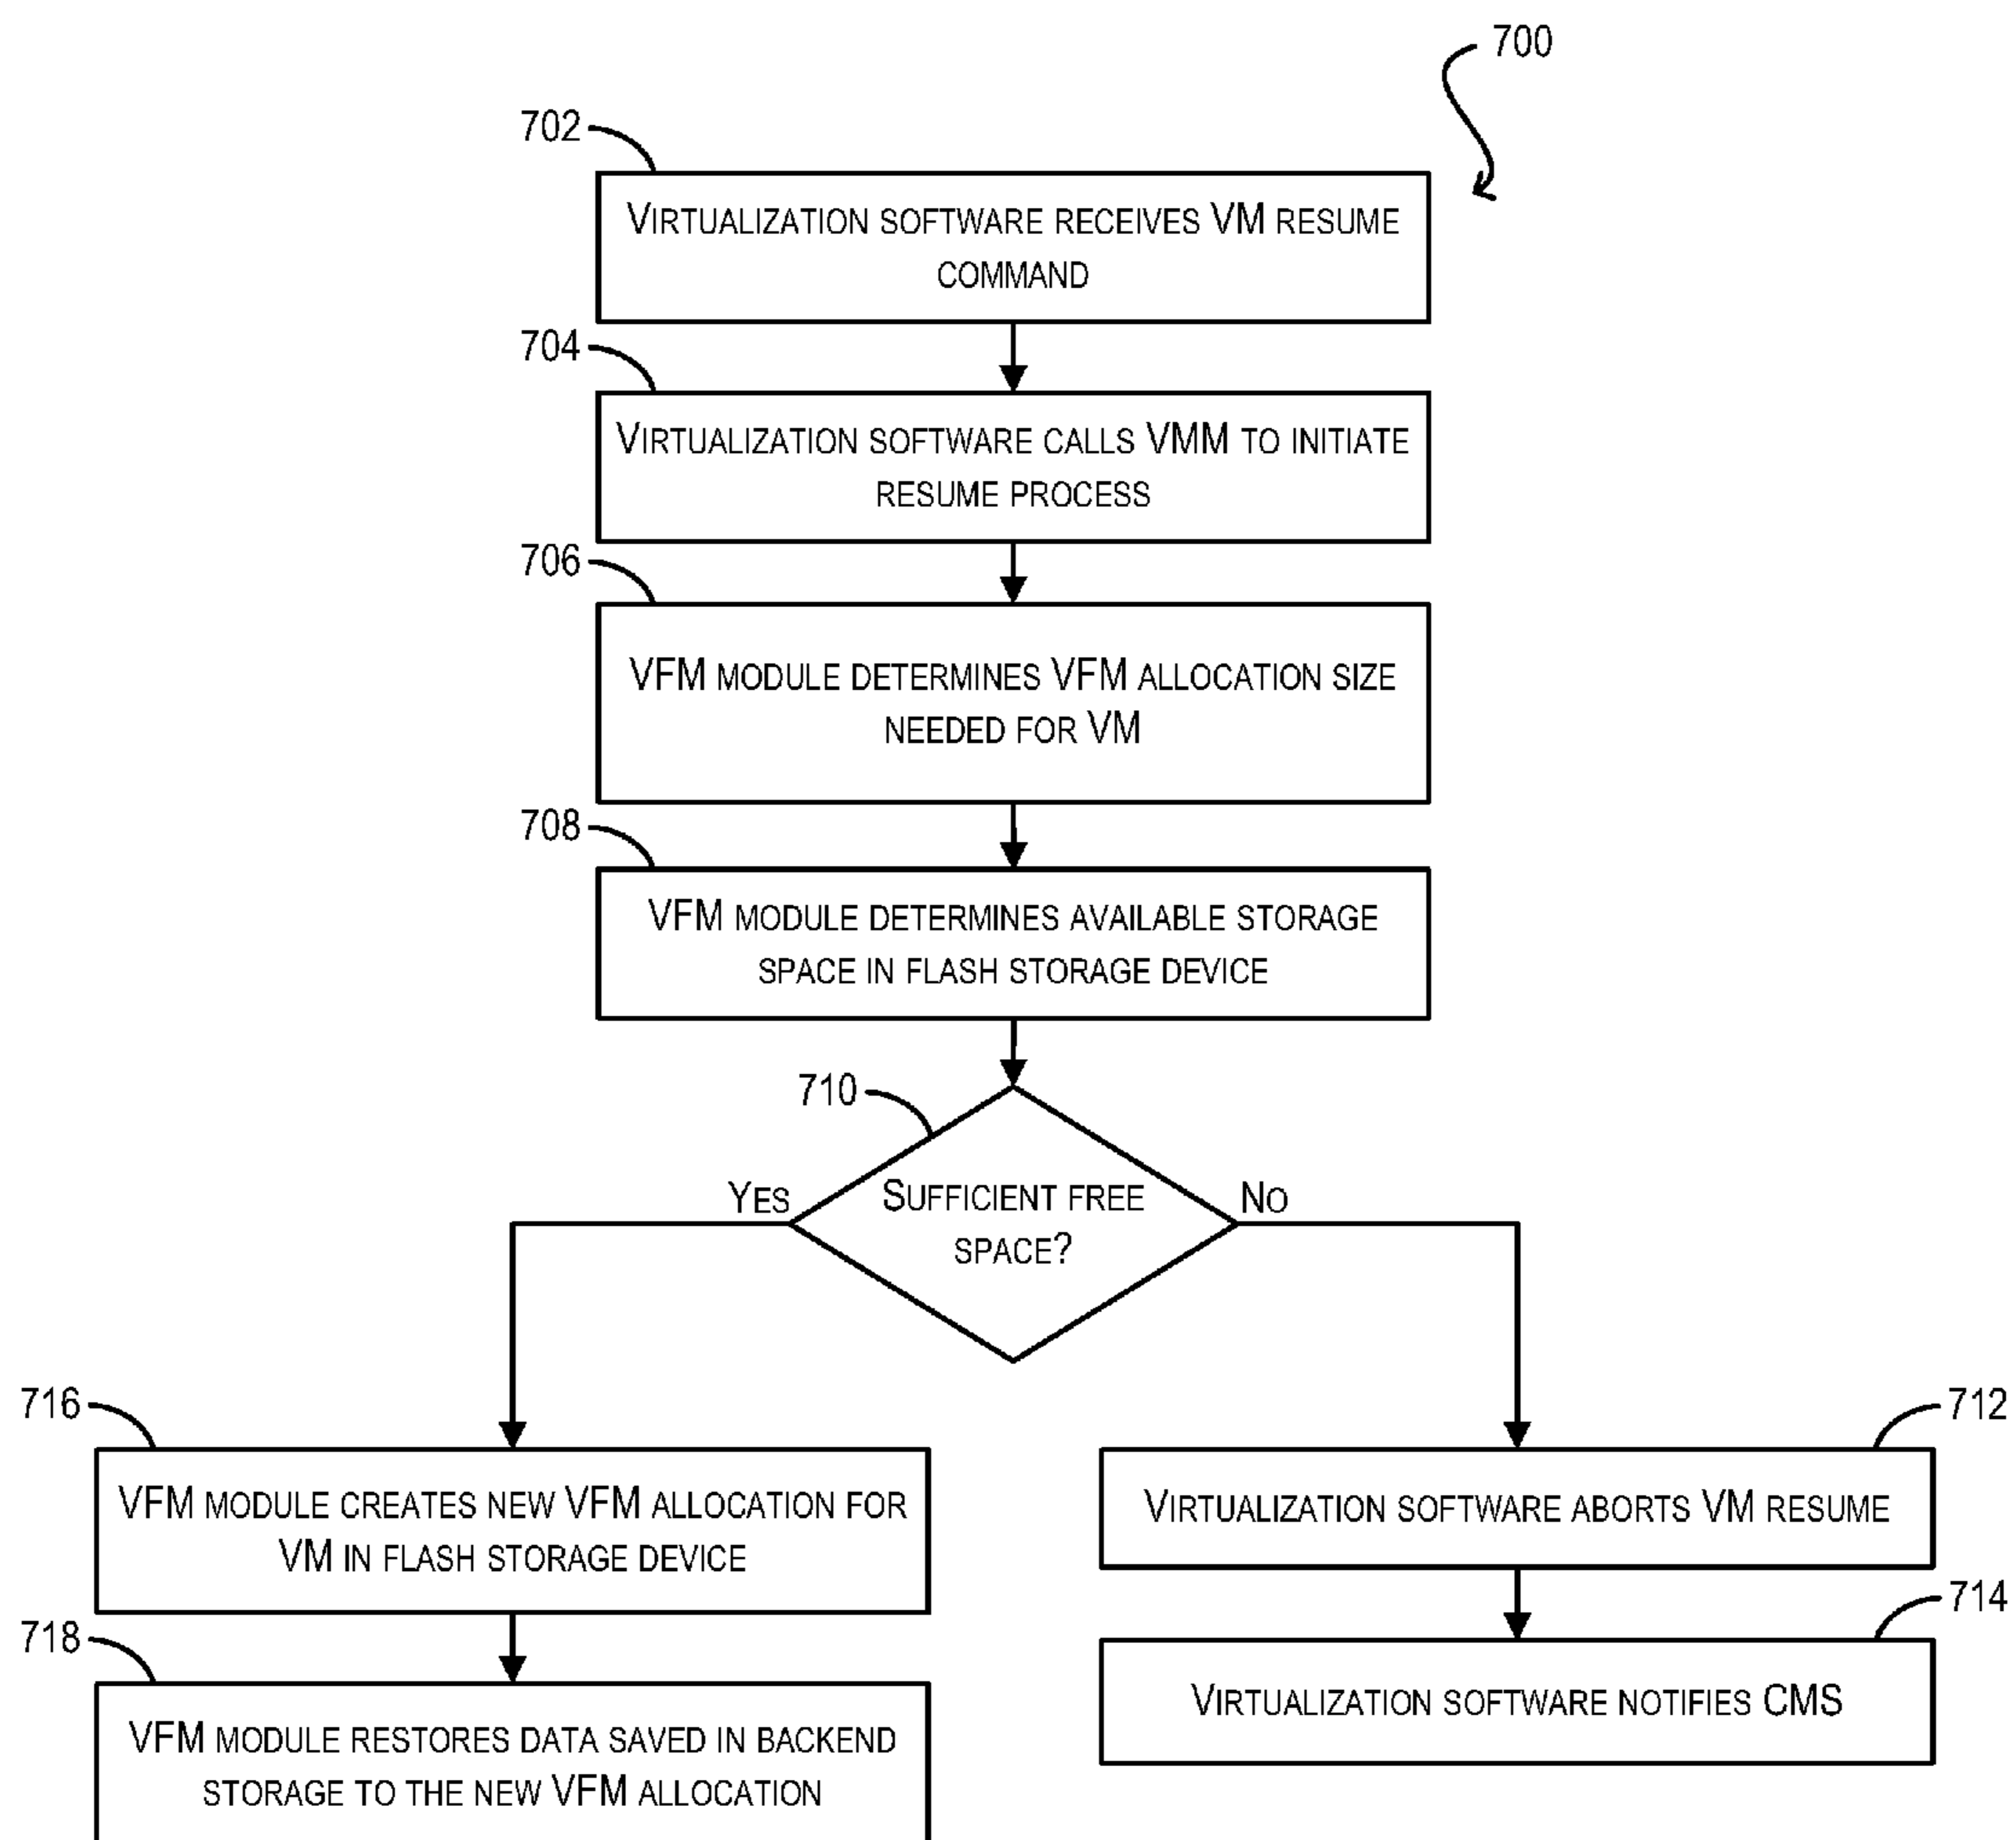 700
702
Virtualization software receives VM resume
command
704
Virtualization software calls VMM to initiate
resume process
706
VFM module determines VFM allocation size
needed for VM
708
VFM module determines available storage
space in flash storage device
710
Sufficient free
space?
Yes
No
716
VFM module creates new VFM allocation for
VM in flash storage device
712
Virtualization software aborts VM resume
718
VFM module restores data saved in backend
storage to the new VFM allocation
714
Virtualization software notifies CMS